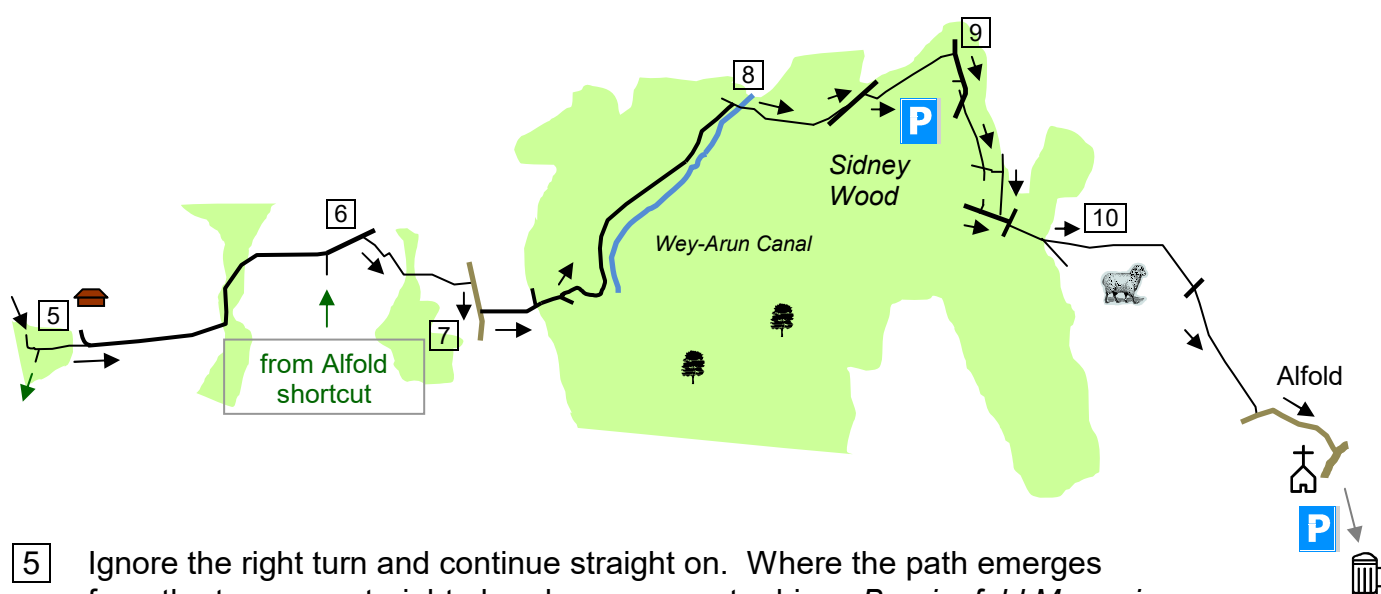 9
8
P
Sidney
Wood
6
10
Wey-Arun Canal
5
7
from Alfold
shortcut
Alfold
P
5 Ignore the right turn and continue straight on. Where the path emerges